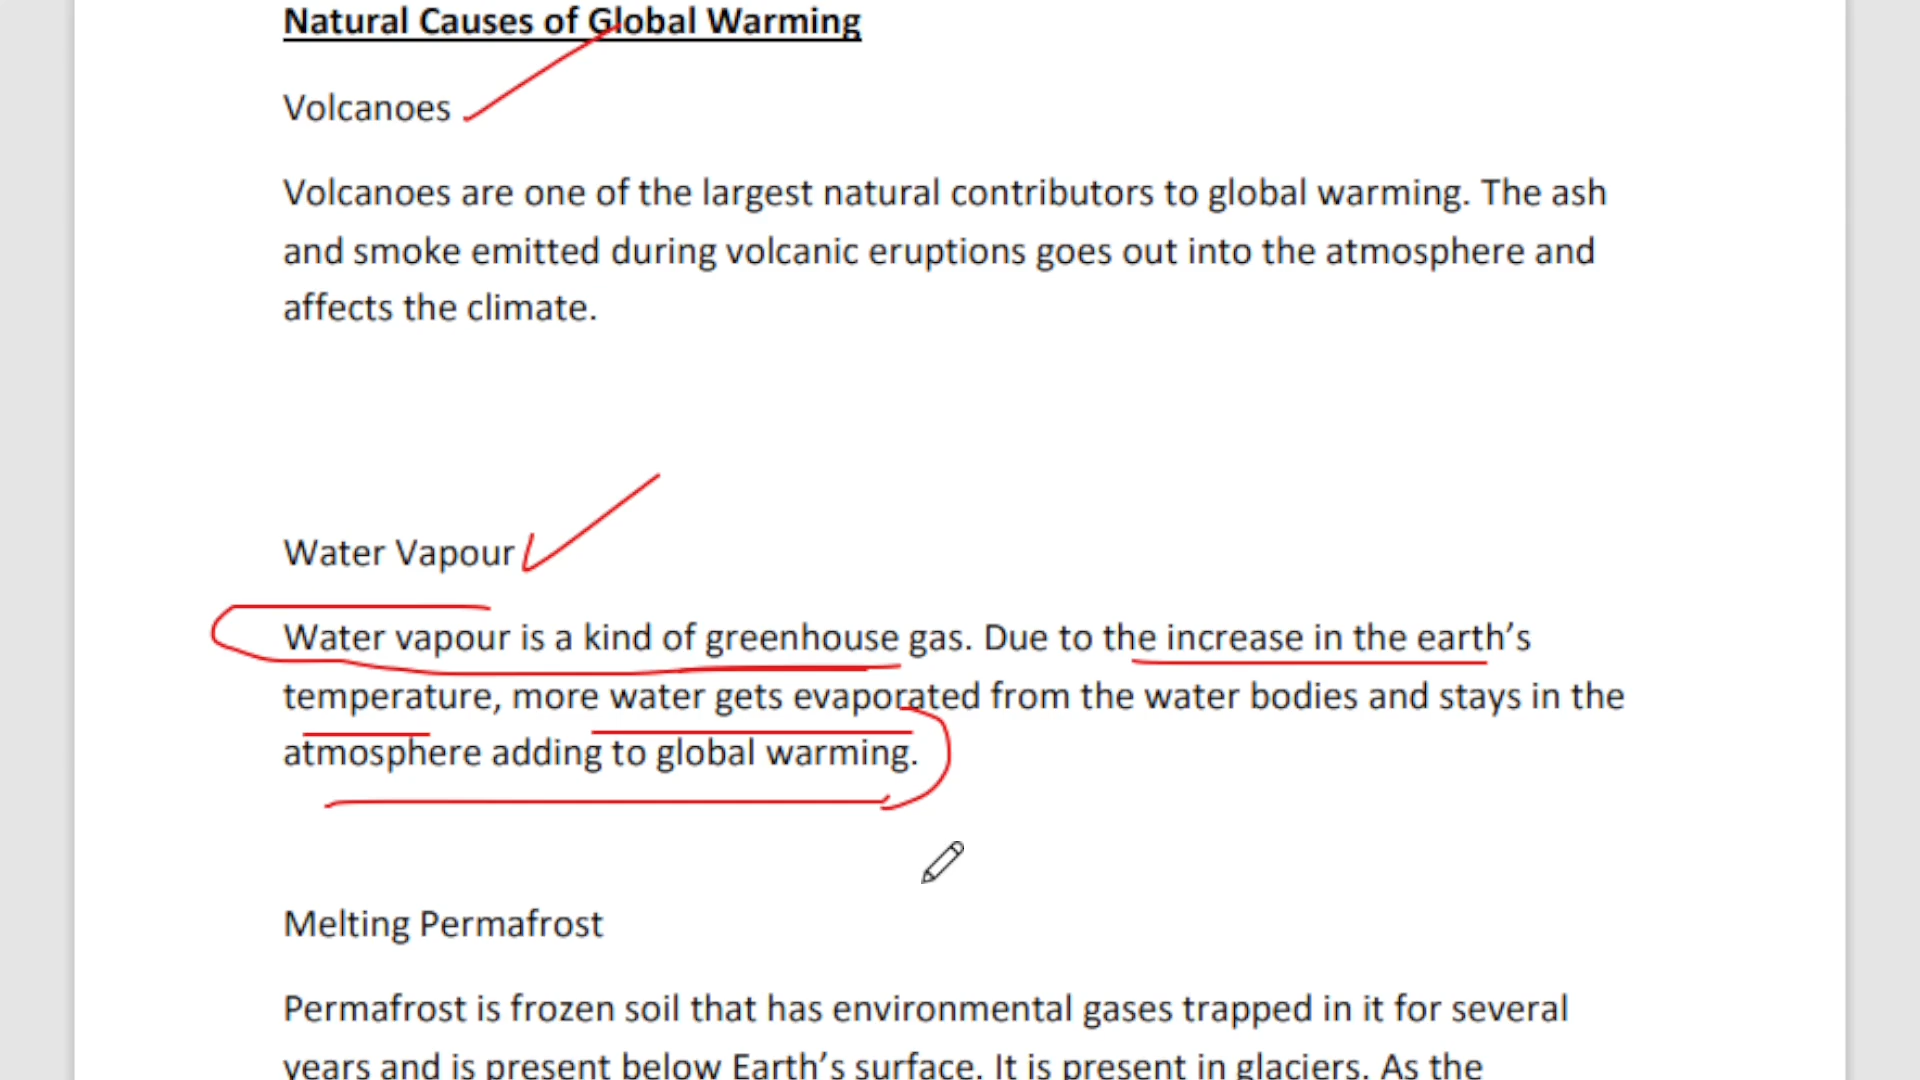 Natural Causes of Global Warming
Volcanoes
Volcanoes are one of the largest natural contributors to global warming. The ash
and smoke emitted during volcanic eruptions goes out into the atmosphere and
affects the climate.
Water Vapour
Water vapour is a kind of greenhouse gas. Due to the increase in the earth’s
temperature, more water gets evaporated from the water bodies and stays in the
atmosphere adding to global warming.
Melting Permafrost
Permafrost is frozen soil that has environmental gases trapped in it for several
years and is present below Earth’s surface. It is present in glaciers. As the